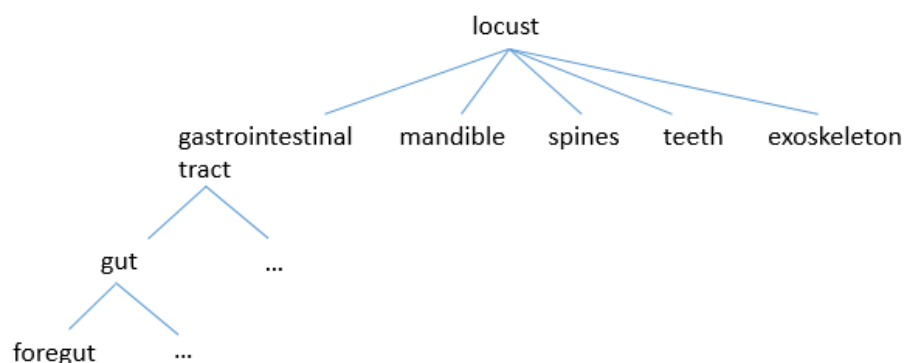 locust
gastrointestinal mandible spines teeth exoskeleton
tract
gut ...
foregut ...